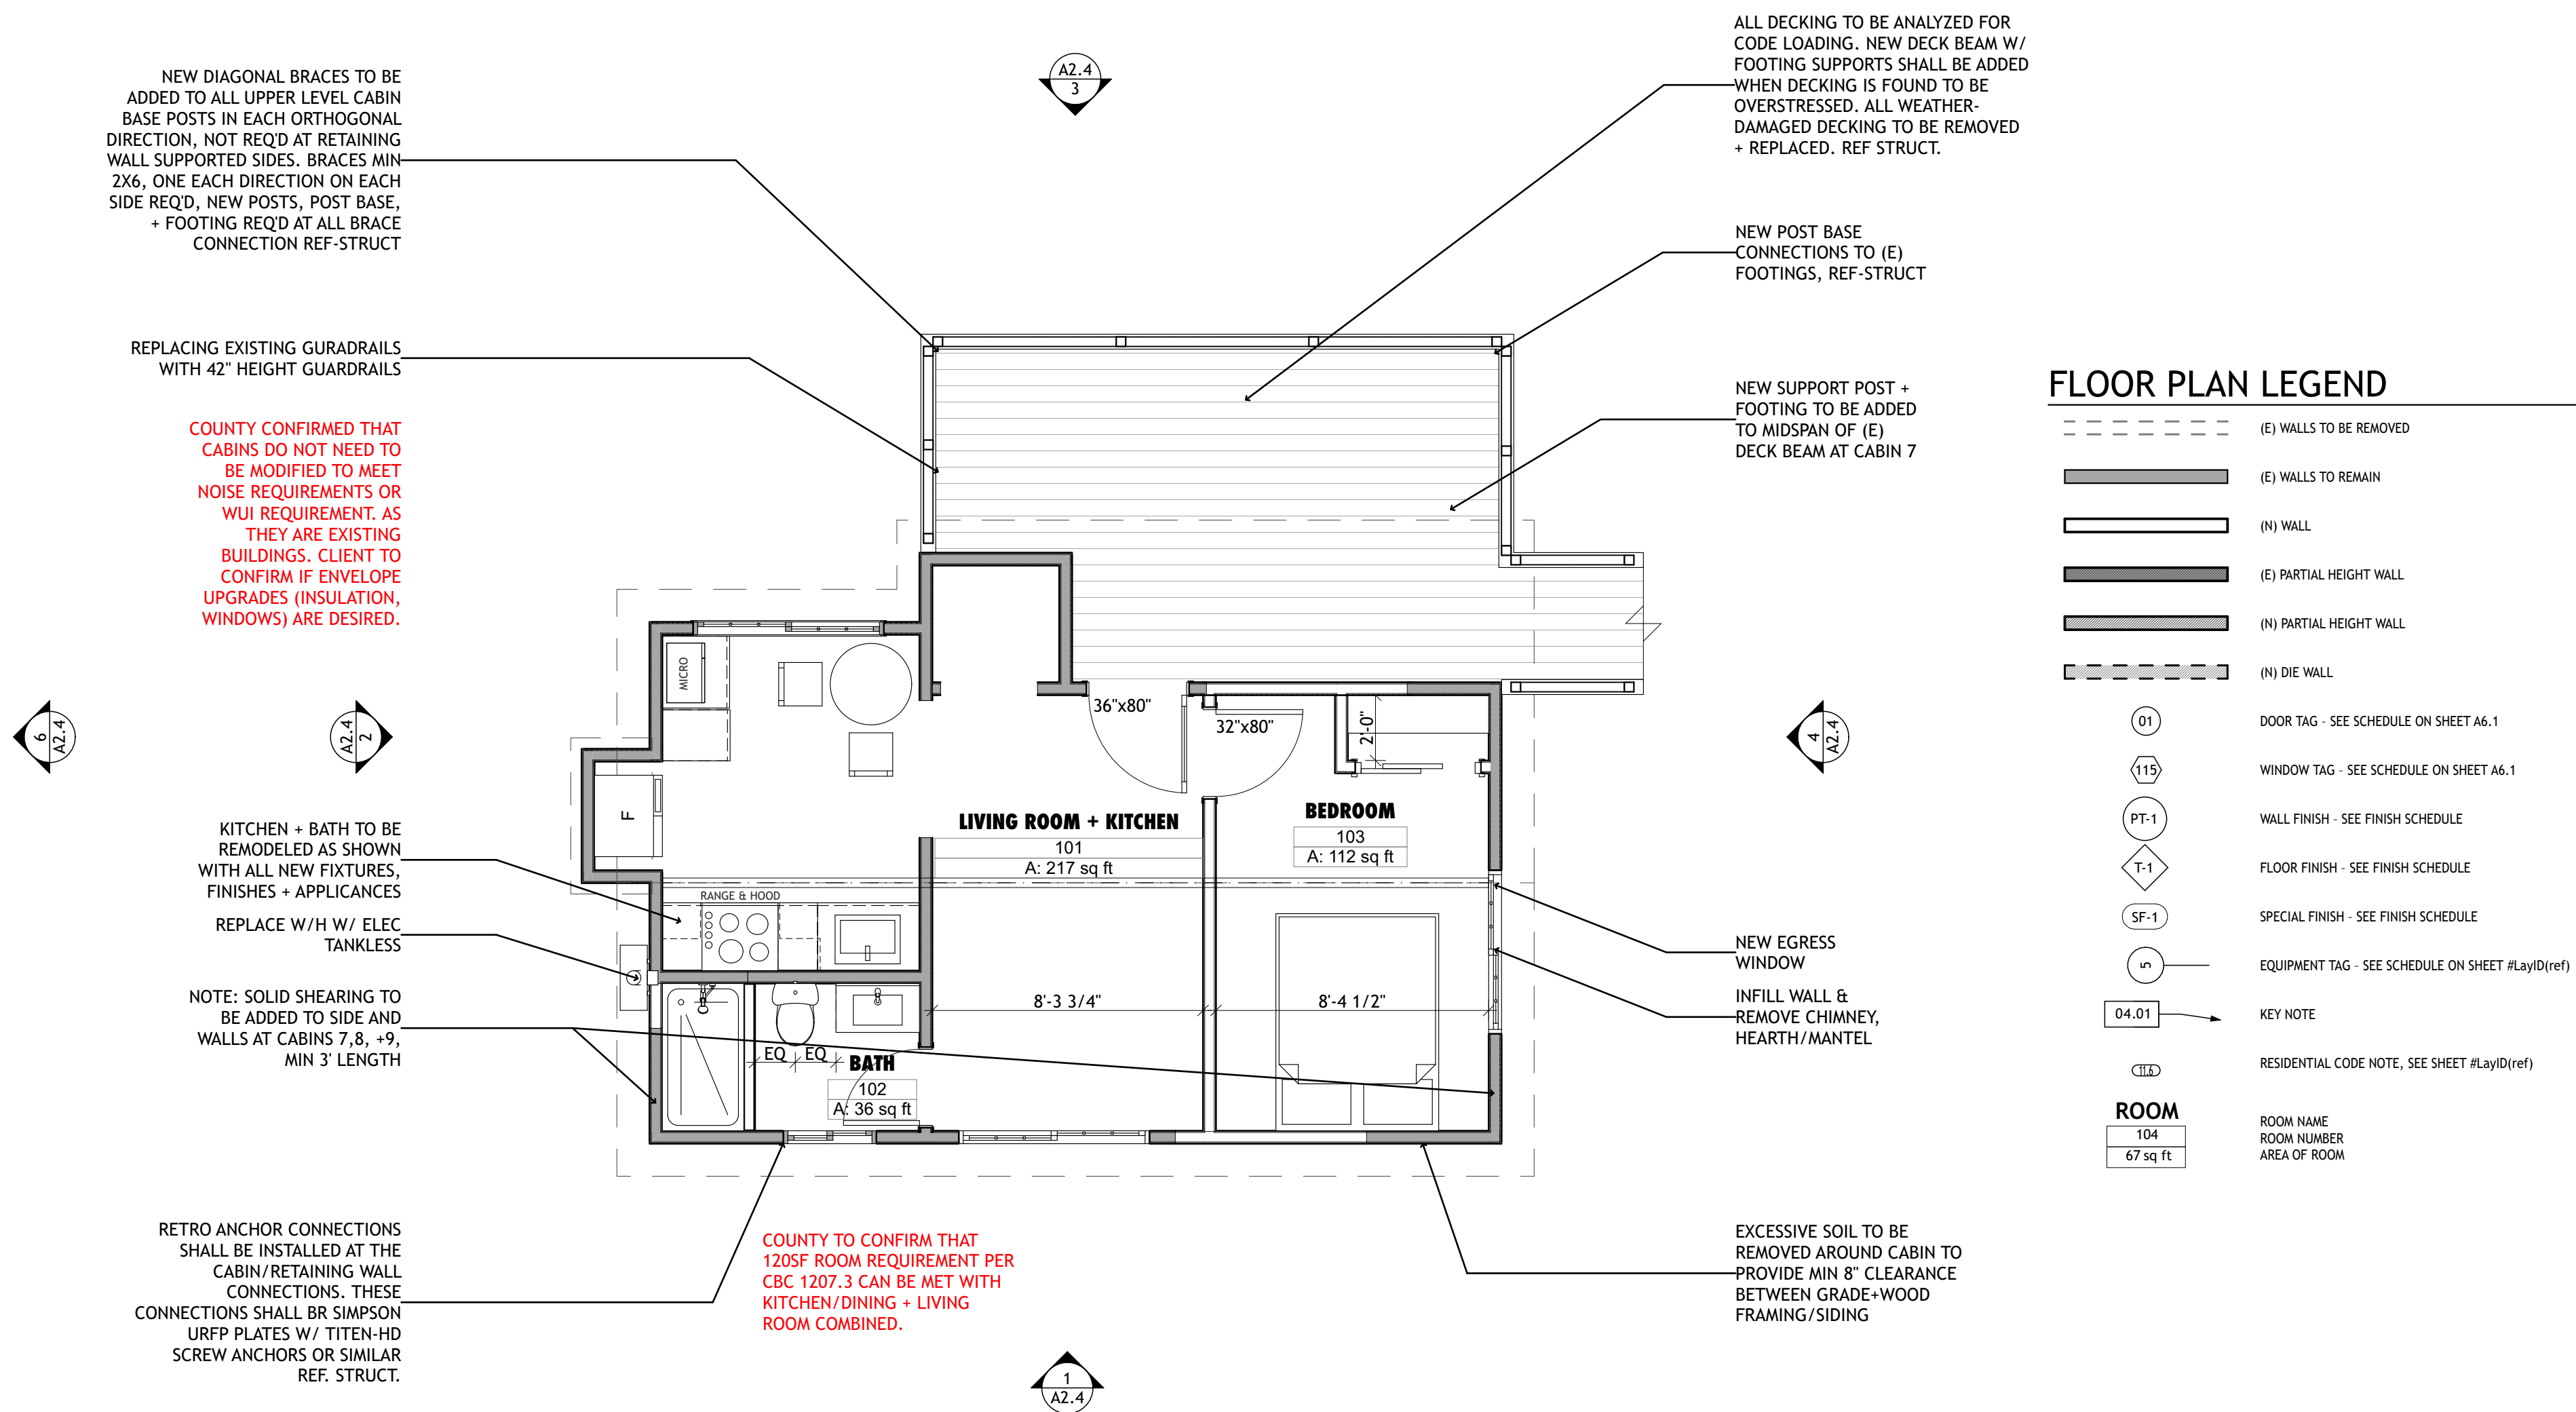 NEW DIAGONAL BRACES TO BE
ADDED TO ALL UPPER LEVEL CABIN
BASE POSTS IN EACH ORTHOGONAL
DIRECTION, NOT REQ'D AT RETAINING
WALL SUPPORTED SIDES. BRACES MIN
2X6, ONE EACH DIRECTION ON EACH
SIDE REQ'D, NEW POSTS, POST BASE,
+ FOOTING REQ'D AT ALL BRACE
CONNECTION REF-STRUCT
REPLACING EXISTING GURADRAILS
WITH 42" HEIGHT GUARDRAILS
COUNTY CONFIRMED THAT
CABINS DO NOT NEED TO
BE MODIFIED TO MEET
NOISE REQUIREMENTS OR
WUI REQUIREMENT. AS
THEY ARE EXISTING
BUILDINGS. CLIENT TO
CONFIRM IF ENVELOPE
UPGRADES (INSULATION,
WINDOWS) ARE DESIRED.
6
A2.4
A2.4
2
KITCHEN + BATH TO BE
REMODELED AS SHOWN
WITH ALL NEW FIXTURES,
FINISHES + APPLICANCES
REPLACE W/H W/ ELEC
TANKLESS
NOTE: SOLID SHEARING TO
BE ADDED TO SIDE AND
WALLS AT CABINS 7,8, +9,
MIN 3' LENGTH
RETRO ANCHOR CONNECTIONS
SHALL BE INSTALLED AT THE
CABIN/RETAINING WALL
CONNECTIONS. THESE
CONNECTIONS SHALL BR SIMPSON
URFP PLATES W/ TITEN-HD
SCREW ANCHORS OR SIMILAR
REF. STRUCT.
A2.4
3
MICRO
F
36"x80"
32"x80"
2'-0"
LIVING ROOM + KITCHEN
101
A: 217 sq ft
BEDROOM
103
A: 112 sq ft
RANGE & HOOD
8'-3 3/4"
8'-4 1/2"
EQ
EQ
BATH
102
A: 36 sq ft
COUNTY TO CONFIRM THAT
120SF ROOM REQUIREMENT PER
CBC 1207.3 CAN BE MET WITH
KITCHEN/DINING + LIVING
ROOM COMBINED.
1
A2.4
ALL DECKING TO BE ANALYZED FOR
CODE LOADING. NEW DECK BEAM W/
FOOTING SUPPORTS SHALL BE ADDED
WHEN DECKING IS FOUND TO BE
OVERSTRESSED. ALL WEATHER-
DAMAGED DECKING TO BE REMOVED
+ REPLACED. REF STRUCT.
NEW POST BASE
CONNECTIONS TO (E)
FOOTINGS, REF-STRUCT
NEW SUPPORT POST +
FOOTING TO BE ADDED
TO MIDSPAN OF (E)
DECK BEAM AT CABIN 7
4
A2.4
NEW EGRESS
WINDOW
INFILL WALL &
REMOVE CHIMNEY,
HEARTH/MANTEL
EXCESSIVE SOIL TO BE
REMOVED AROUND CABIN TO
PROVIDE MIN 8" CLEARANCE
BETWEEN GRADE+WOOD
FRAMING/SIDING
FLOOR PLAN LEGEND
(E) WALLS TO BE REMOVED
(E) WALLS TO REMAIN
(N) WALL
(E) PARTIAL HEIGHT WALL
(N) PARTIAL HEIGHT WALL
(N) DIE WALL
01
DOOR TAG - SEE SCHEDULE ON SHEET A6.1
115
WINDOW TAG - SEE SCHEDULE ON SHEET A6.1
PT-1
WALL FINISH - SEE FINISH SCHEDULE
T-1
FLOOR FINISH - SEE FINISH SCHEDULE
SF-1
SPECIAL FINISH - SEE FINISH SCHEDULE
5
EQUIPMENT TAG - SEE SCHEDULE ON SHEET #LayID(ref)
04.01
KEY NOTE
11.6
RESIDENTIAL CODE NOTE, SEE SHEET #LayID(ref)
ROOM
104
67 sq ft
ROOM NAME
ROOM NUMBER
AREA OF ROOM